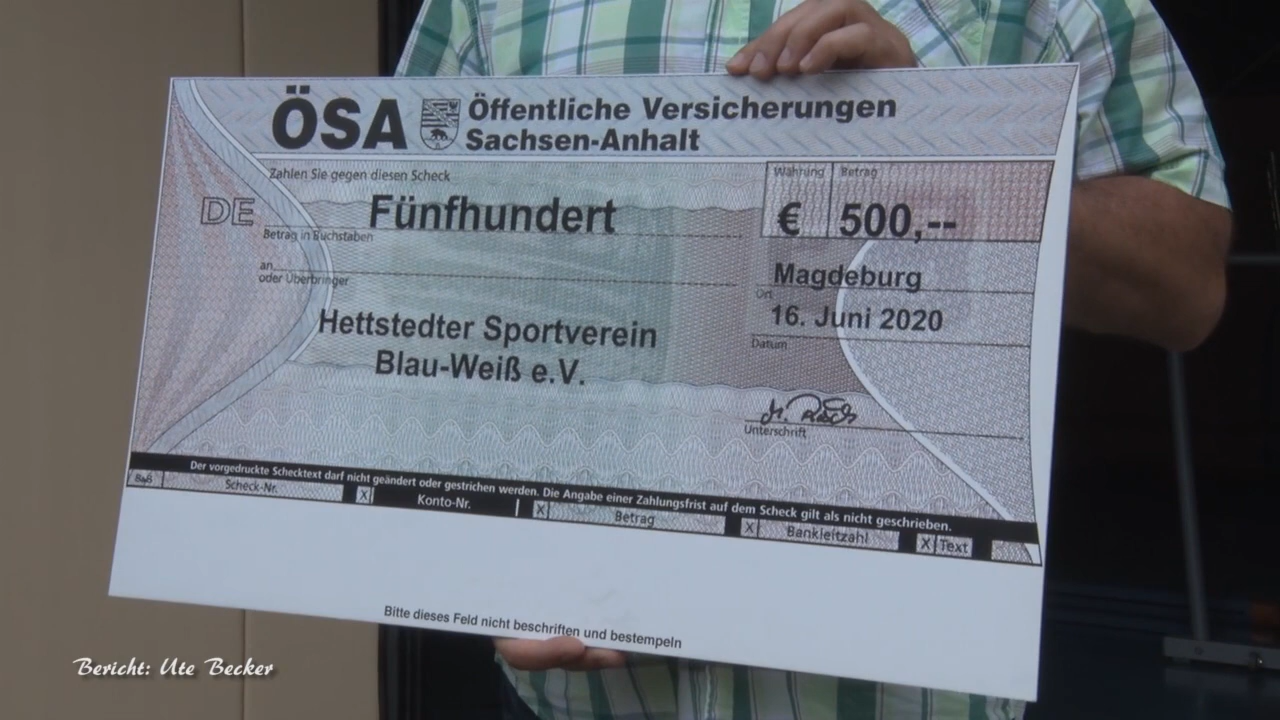 ÖSA Öffentliche Versicherungen
Sachsen-Anhalt
Zahlen Sie gegen diesen Scheck
Währung Betrag
DE Fünfhundert € 500,--
Betrag in Buchstaben
an
oder Überbringer
Magdeburg
Ort
16. Juni 2020
Datum
Hettstedter Sportverein
Blau-Weiß e.V.
Unterschrift
Der vorgedruckte Schecktext darf nicht geändert oder gestrichen werden. Die Angabe einer Zahlungsfrist auf dem Scheck gilt als nicht geschrieben.
Scheck-Nr. X Konto-Nr. X Betrag X Bankleitzahl X Text
Bitte dieses Feld nicht beschriften und bestempeln
Bericht: Ute Becker